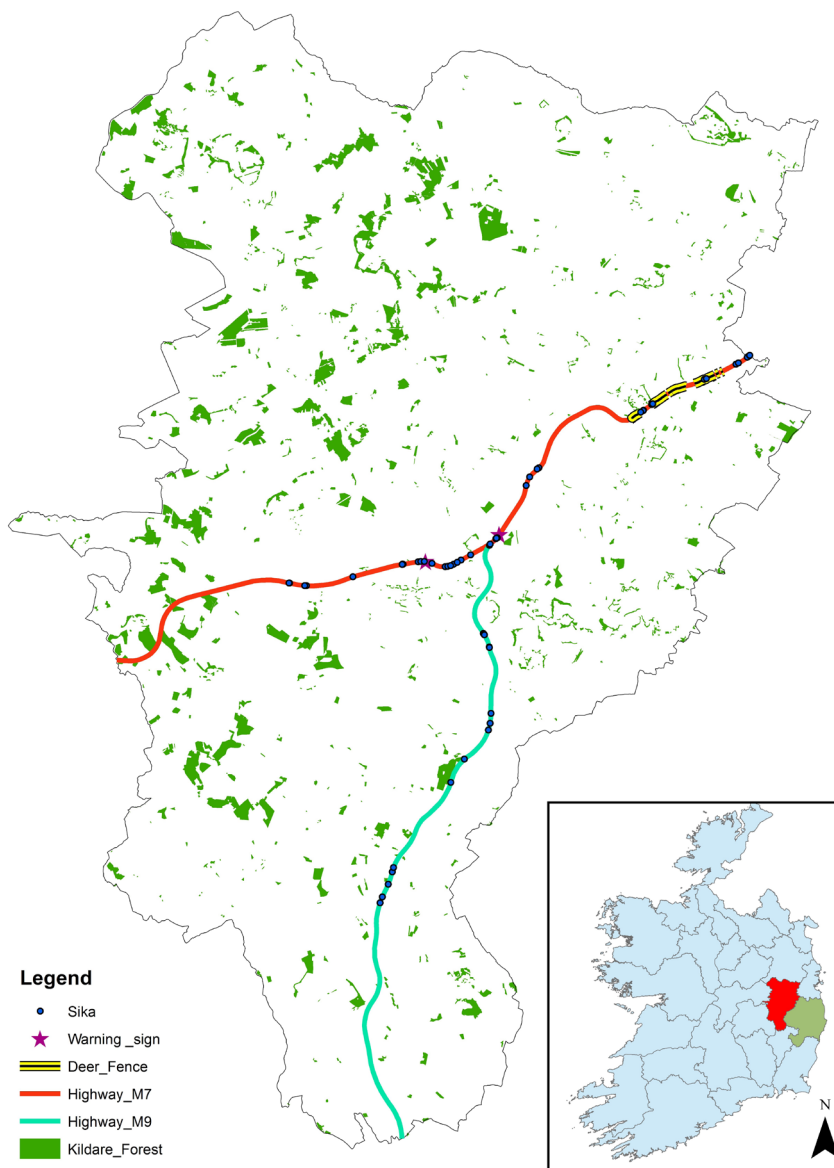 Legend
Sika
Warning _sign
Deer_Fence
Highway_M7
Highway_M9
Kildare_Forest
N